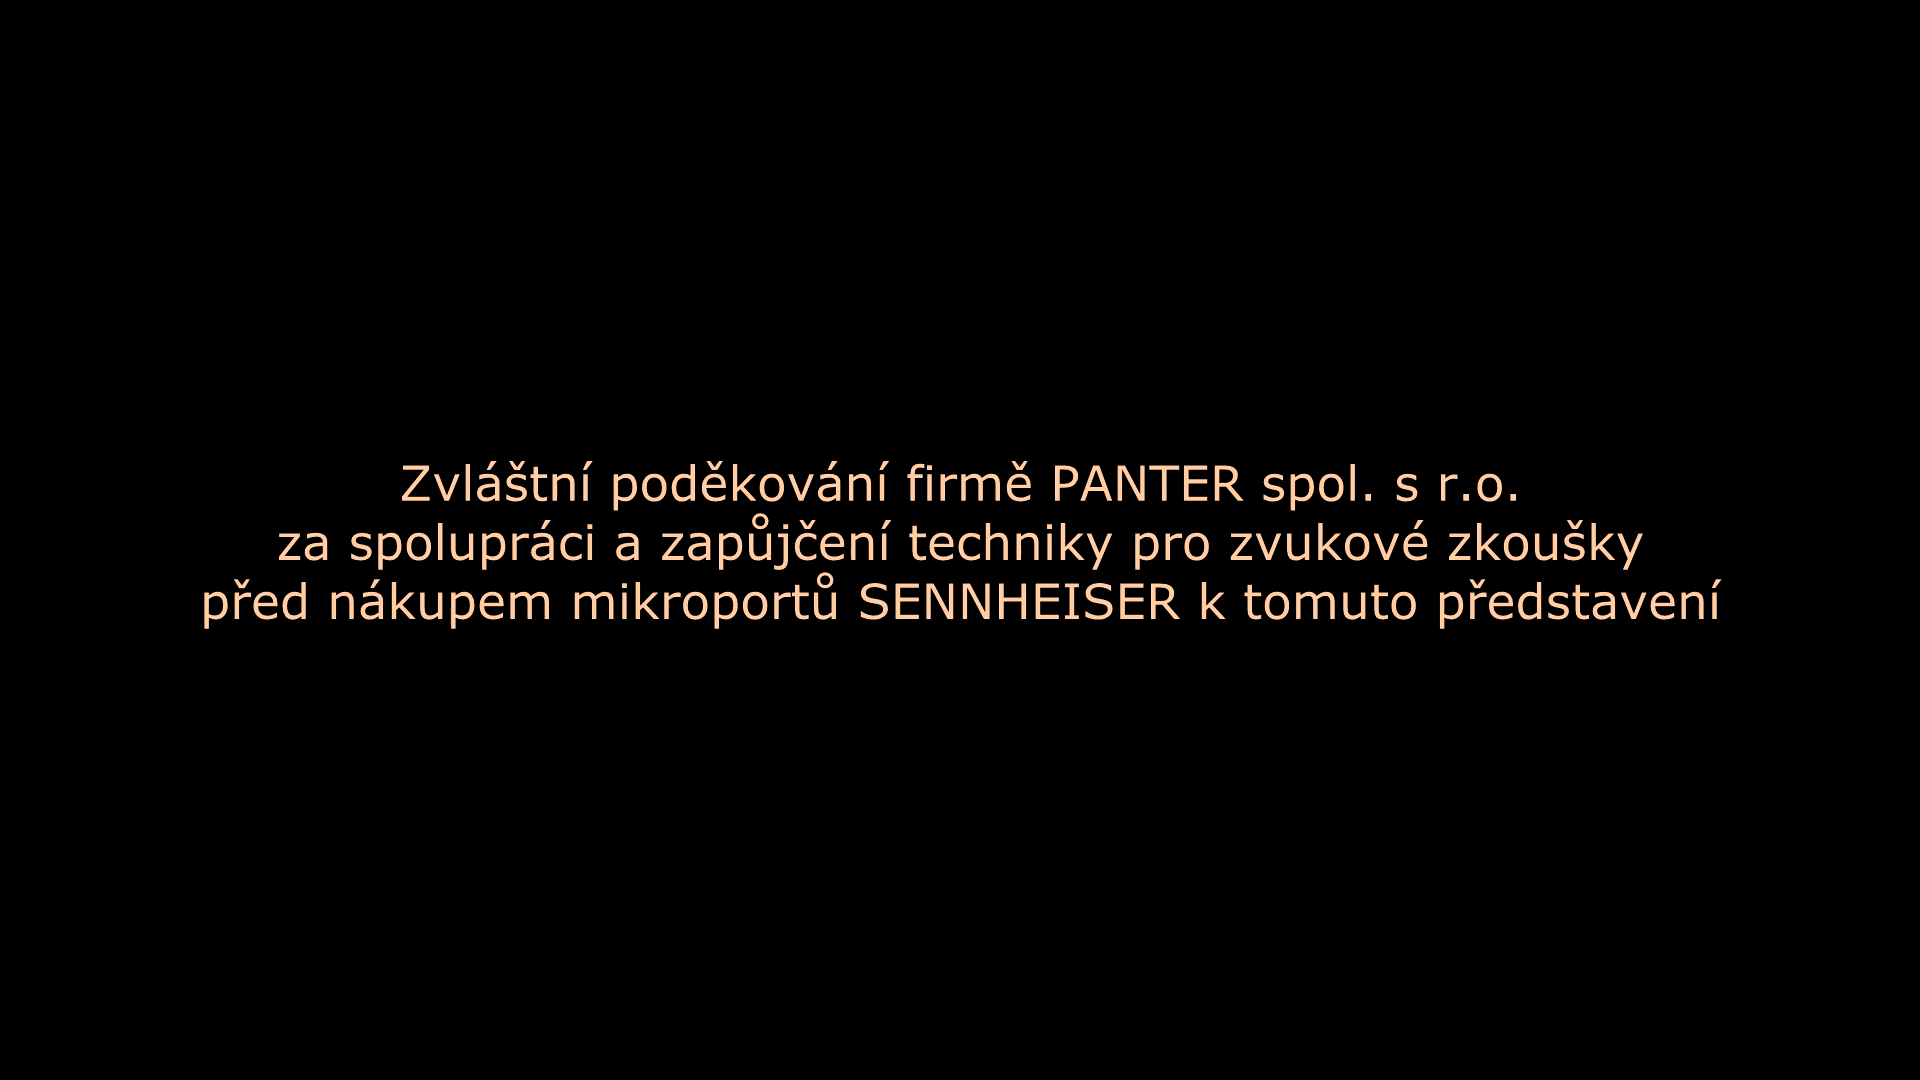 Zvláštní poděkování firmě PANTER spol. s r.o.
za spolupráci a zapůjčení techniky pro zvukové zkoušky
před nákupem mikroportů SENNHEISER k tomuto představení